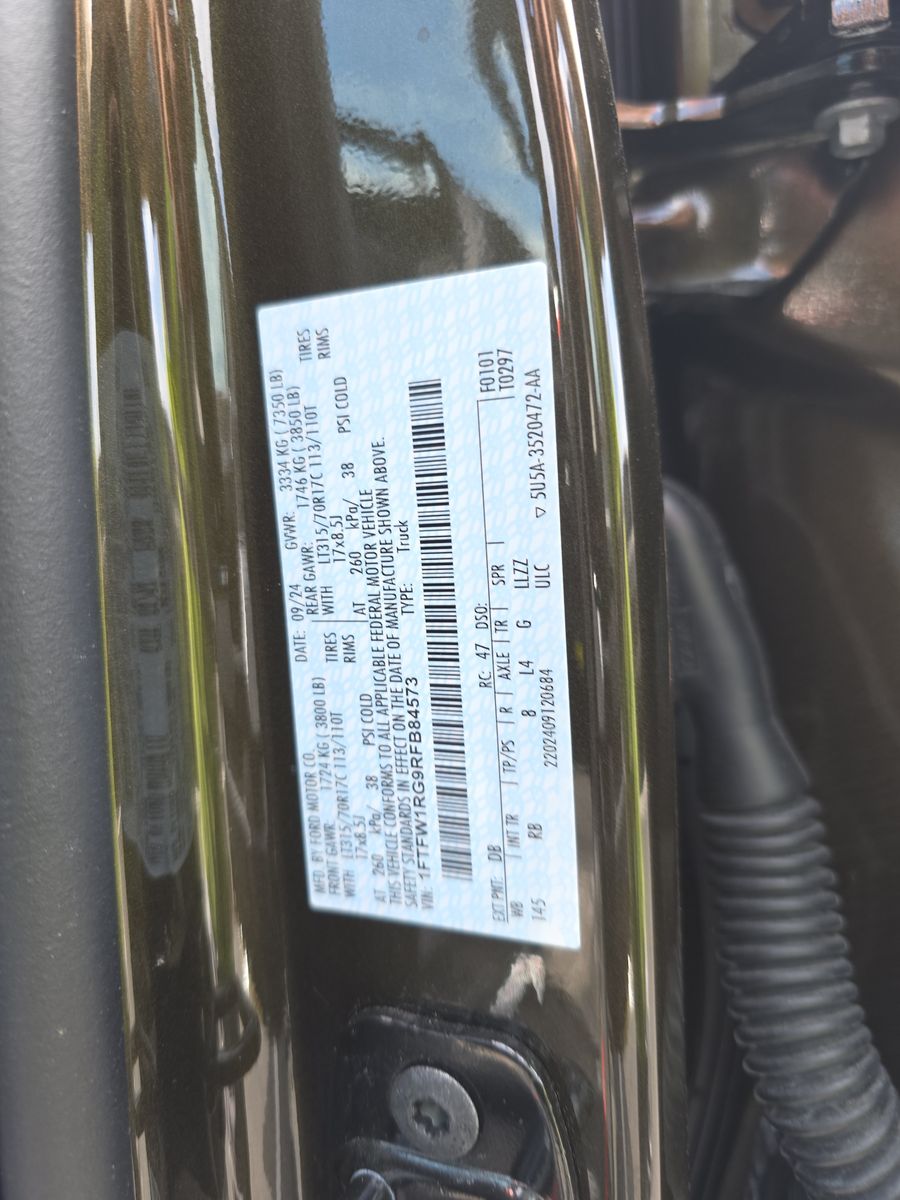 MFD. BY FORD MOTOR CO.
DATE: 09/24 GVWR: 3334 KG ( 7350 LB)
FRONT GAWR: 1724 KG ( 3800 LB) REAR GAWR: 1746 KG ( 3850 LB)
WITH LT315/70R17C 113/110T TIRES WITH LT315/70R17C 113/110T TIRES
17x8.5J RIMS 17x8.5J RIMS
AT 260 kPa/ 38 PSI COLD AT 260 kPa/ 38 PSI COLD
THIS VEHICLE CONFORMS TO ALL APPLICABLE FEDERAL MOTOR VEHICLE
SAFETY STANDARDS IN EFFECT ON THE DATE OF MANUFACTURE SHOWN ABOVE.
VIN: 1FTFW1RG9RFB84573 TYPE: Truck
EXT PNT: DB RC: 47 DSO: F0101
WB INT TR TP/PS R AXLE TR SPR T0297
145 RB 8 L4 G LLZZ
2202409120684 ULC ▽ 5U5A-3520472-AA